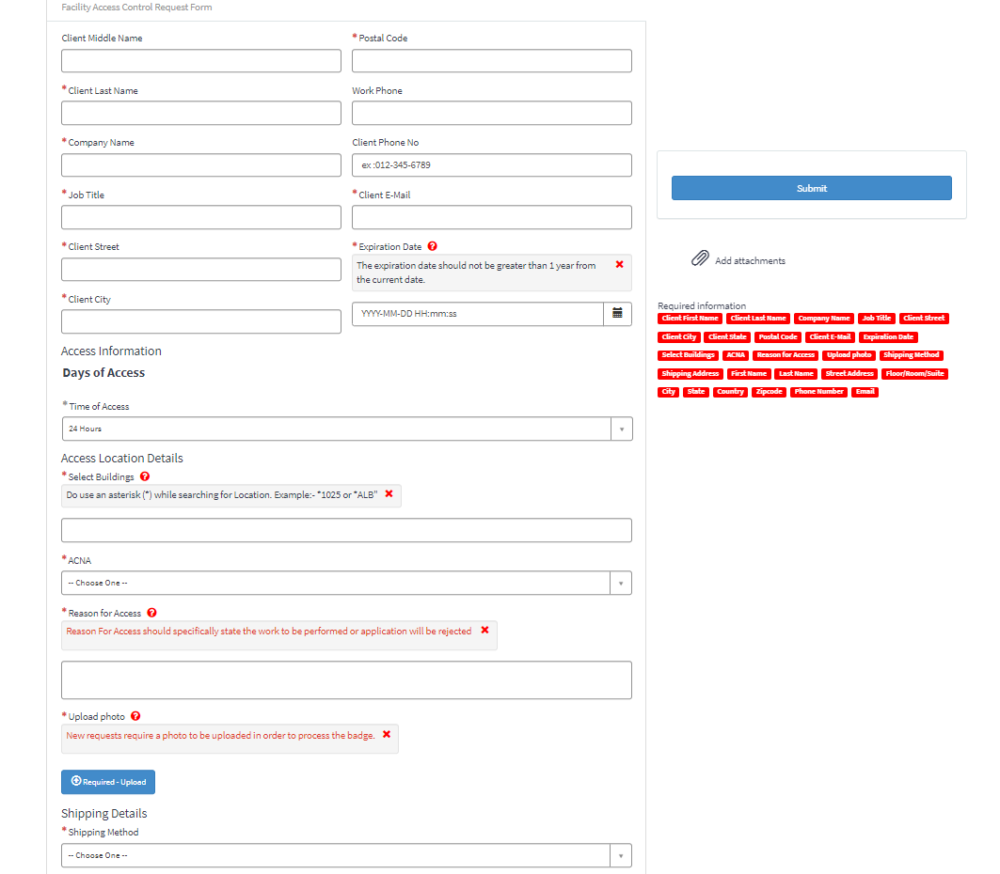 Facility Access Control Request Form
Client Middle Name
* Client Last Name
* Company Name
* Job Title
* Client Street
* Client City
* Postal Code
Work Phone
Client Phone No
ex :012-345-6789
* Client E-Mail
* Expiration Date ?
The expiration date should not be greater than 1 year from
the current date.
YYYY-MM-DD HH:mm:ss
Access Information
Days of Access
* Time of Access
24 Hours
Access Location Details
* Select Buildings ?
Do use an asterisk (*) while searching for Location. Example:- *1025 or *ALB"
* ACNA
-- Choose One --
* Reason for Access ?
Reason For Access should specifically state the work to be performed or application will be rejected
* Upload photo ?
New requests require a photo to be uploaded in order to process the badge.
Required - Upload
Shipping Details
* Shipping Method
-- Choose One --
Submit
Add attachments
Required information
Client First Name Client Last Name Company Name Job Title Client Street
Client City Client State Postal Code Client E-Mail Expiration Date
Select Buildings ACNA Reason for Access Upload photo Shipping Method
Shipping Address First Name Last Name Street Address Floor/Room/Suite
City State Country Zipcode Phone Number Email